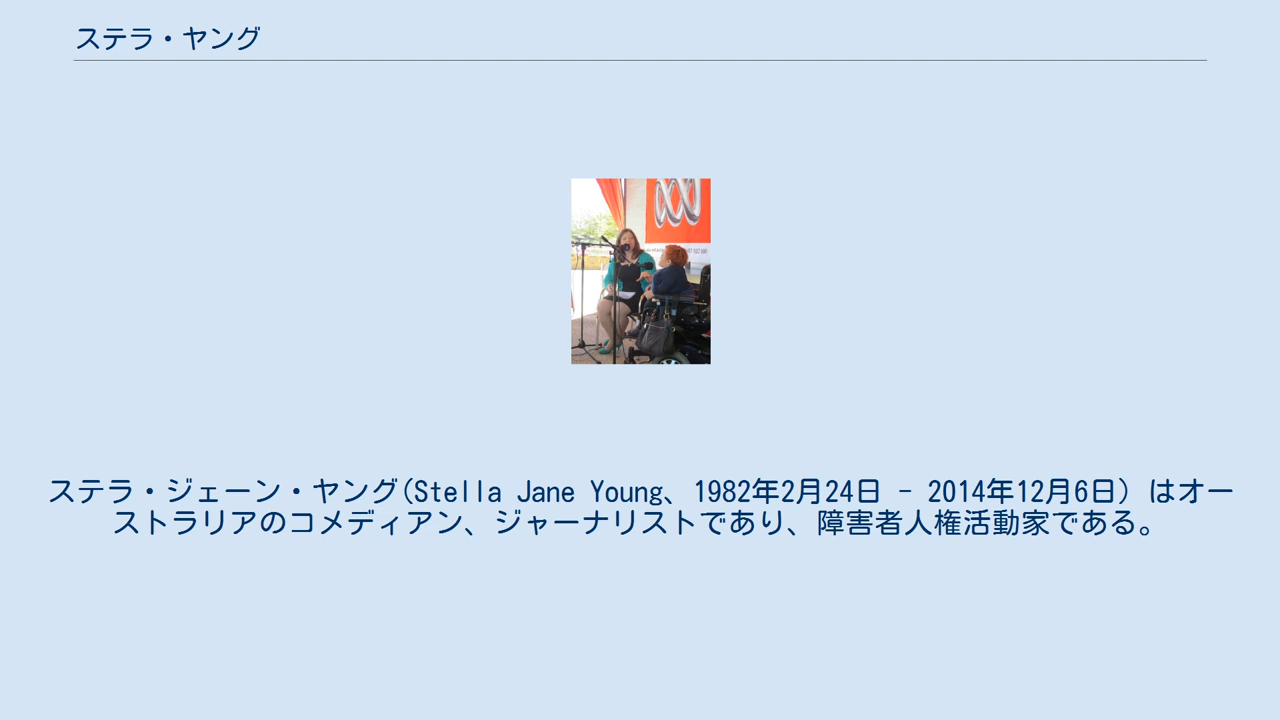 ステラ・ヤング
ステラ・ジェーン・ヤング(Stella Jane Young、1982年2月24日 - 2014年12月6日) はオー
ストラリアのコメディアン、ジャーナリストであり、障害者人権活動家である。